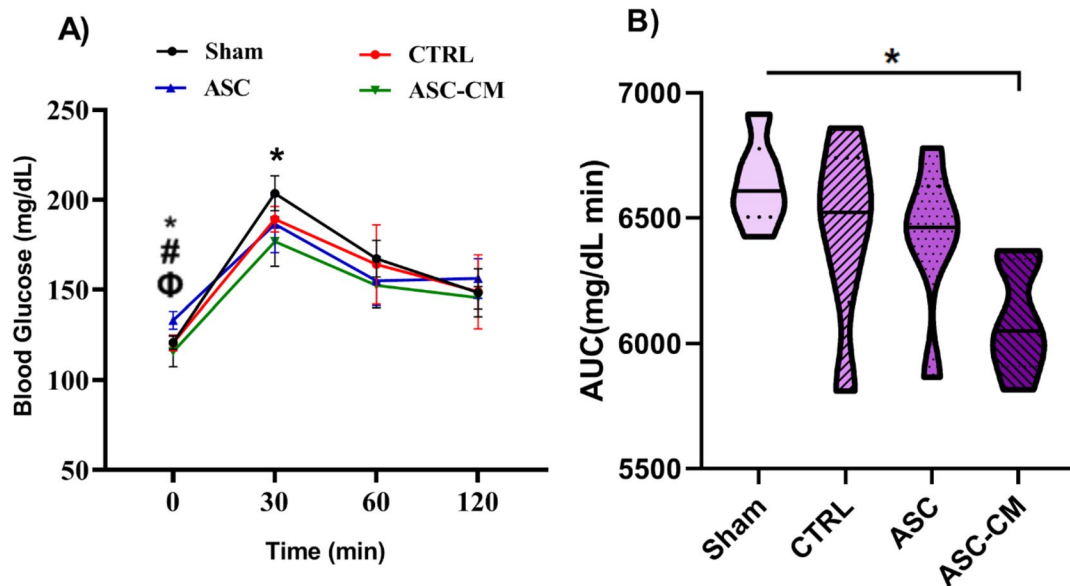 A)
Sham
CTRL
ASC
ASC-CM
Blood Glucose (mg/dL)
250
200
150
100
50
*
#
Φ
*
0 30 60 120
Time (min)
B)
*
AUC(mg/dL min)
7000
6500
6000
5500
Sham
CTRL
ASC
ASC-CM